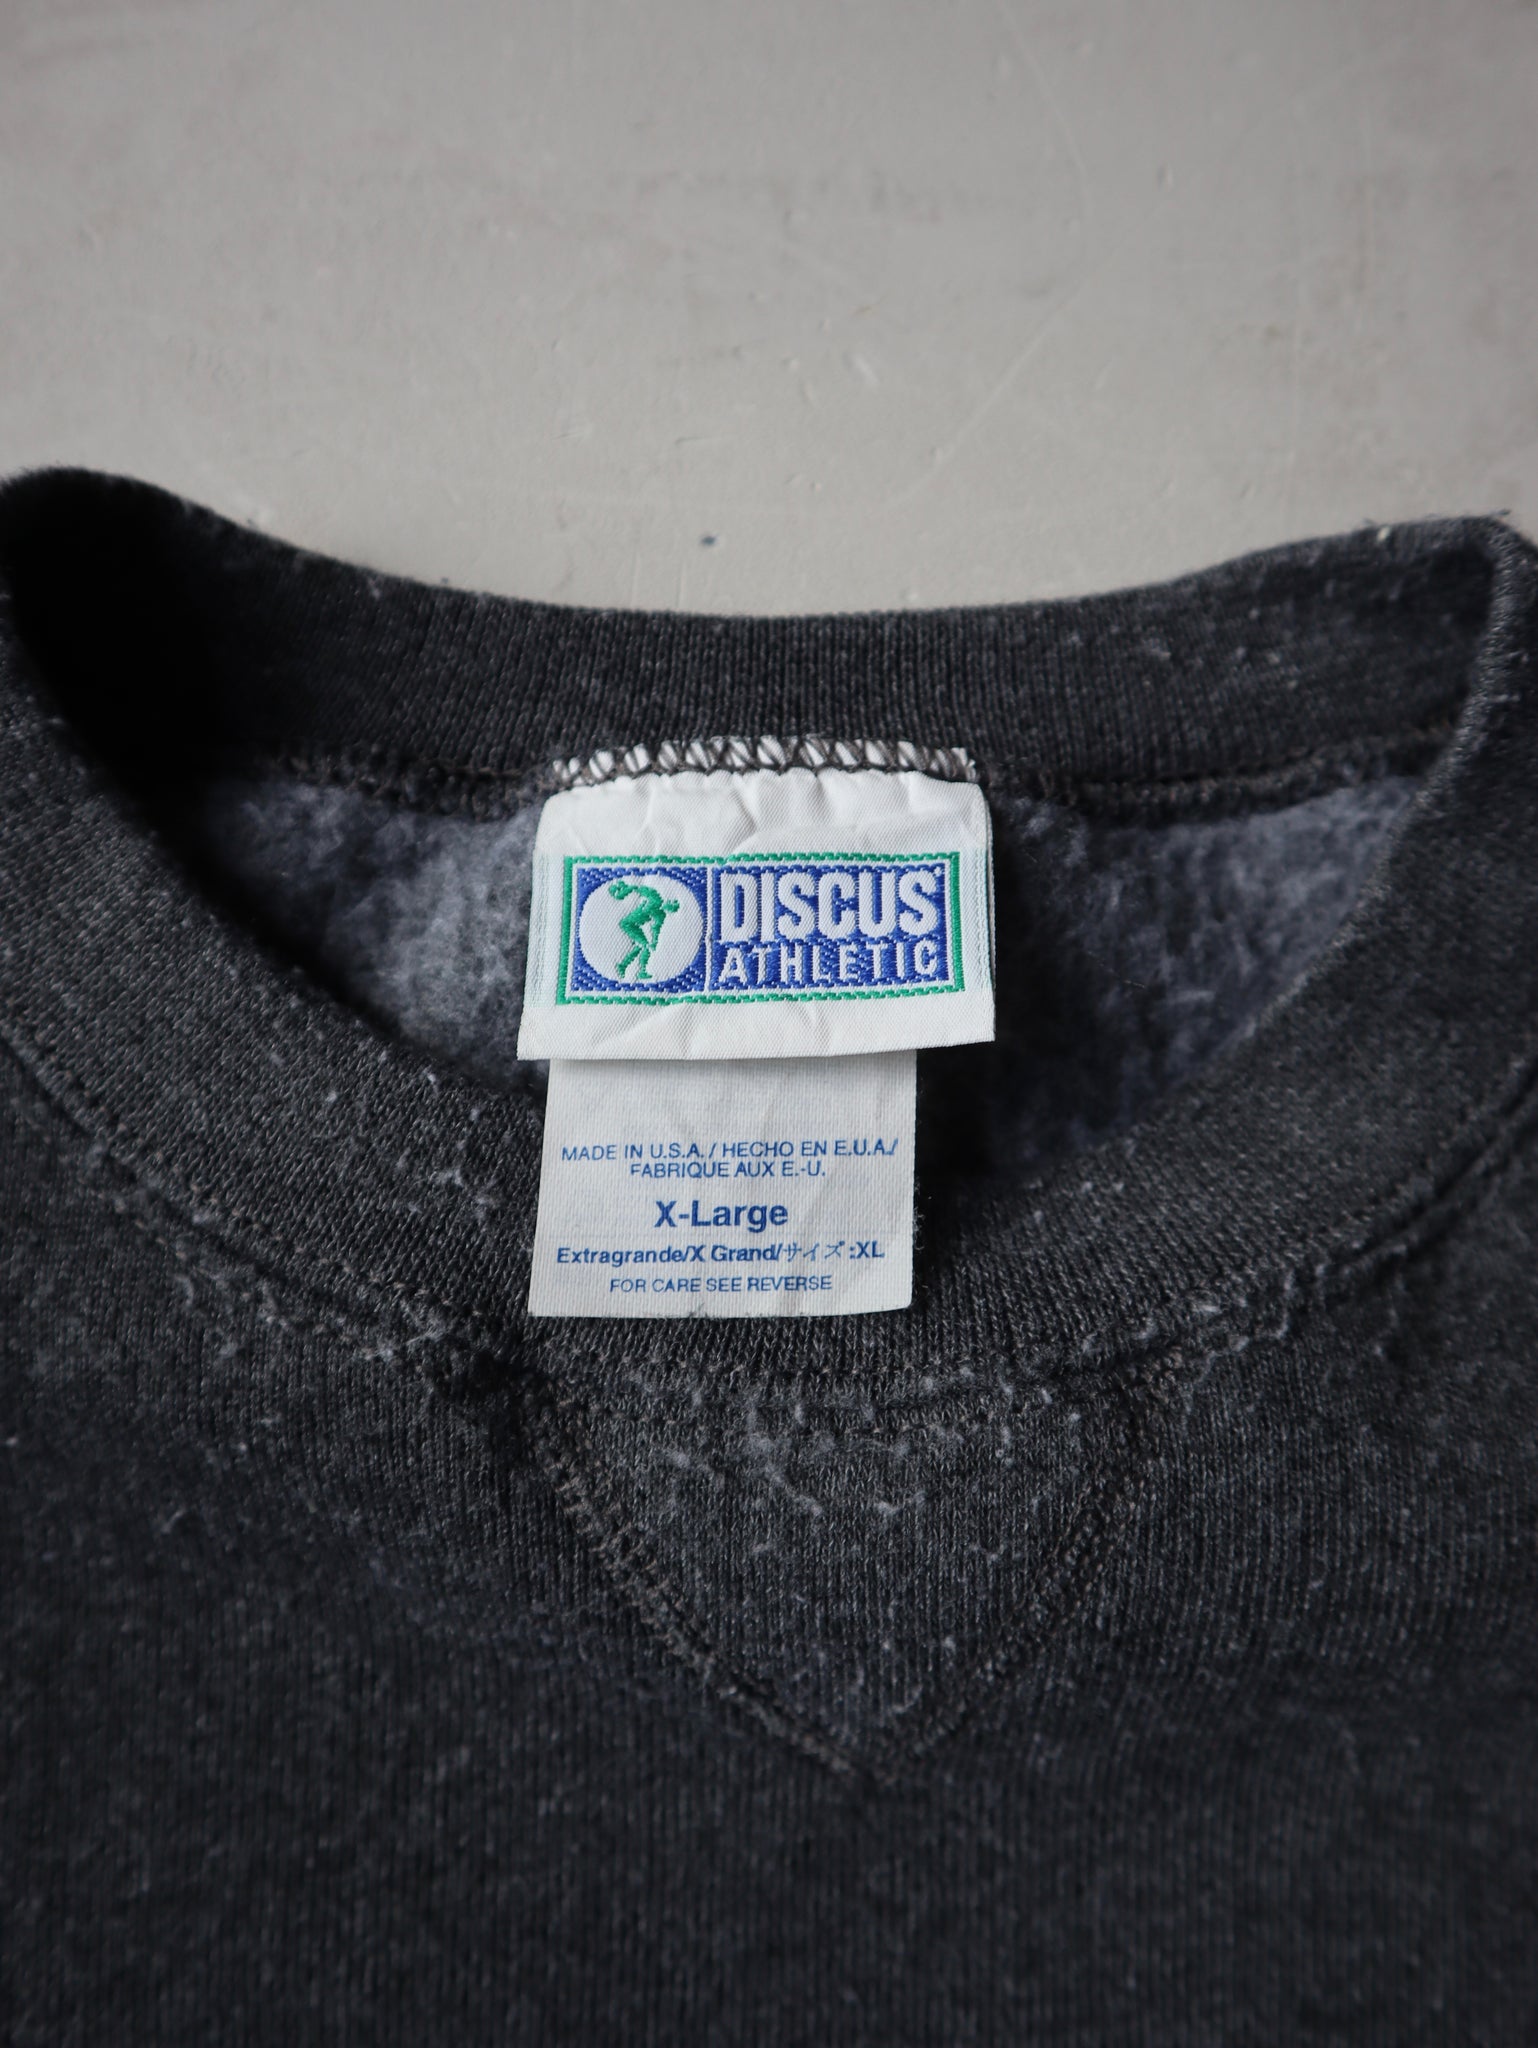 DISCUS
ATHLETIC
MADE IN U.S.A. / HECHO EN E.U.A./
FABRIQUE AUX E.-U.
X-Large
Extragrande/X Grand/サイズ:XL
FOR CARE SEE REVERSE